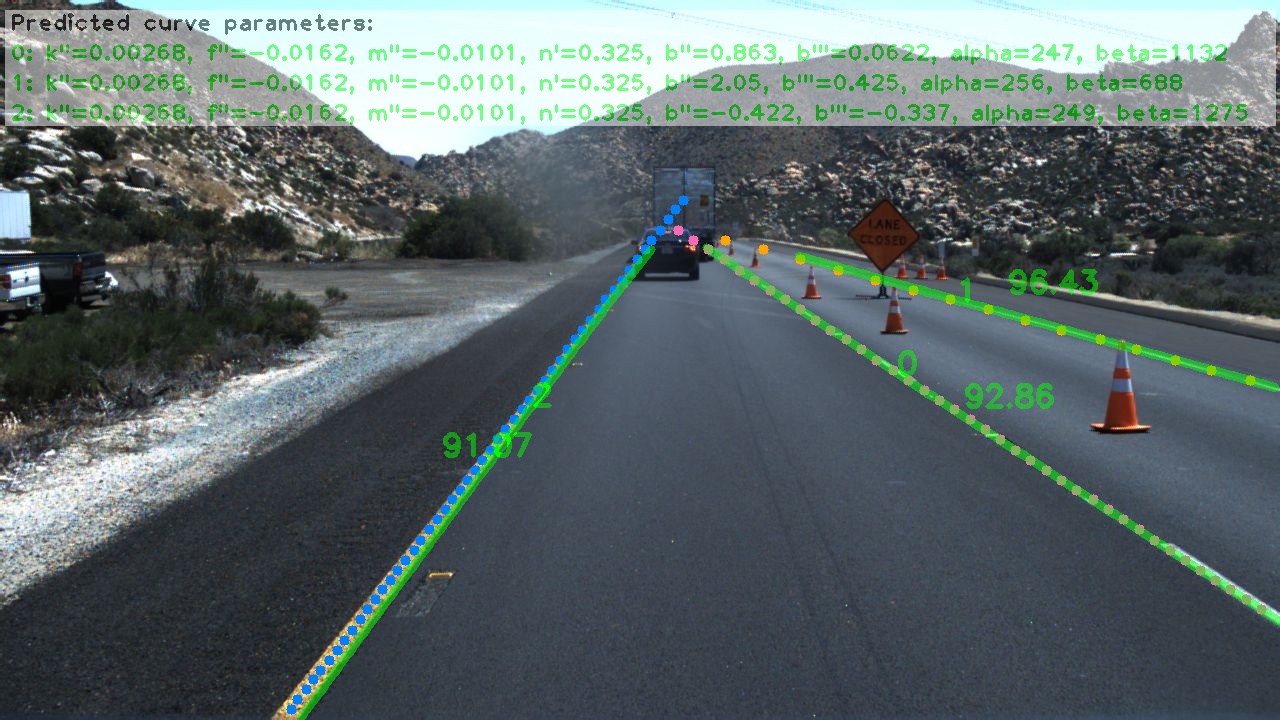 Predicted curve parameters:
0: k''=0.00268, f''=-0.0162, m''=-0.0101, n'=0.325, b''=0.863, b'''=0.0622, alpha=247, beta=1132
1: k''=0.00268, f''=-0.0162, m''=-0.0101, n'=0.325, b''=2.05, b'''=0.425, alpha=256, beta=688
2: k''=0.00268, f''=-0.0162, m''=-0.0101, n'=0.325, b''=-0.422, b'''=-0.337, alpha=249, beta=1275
LANE
CLOSED
1 96.43
0
92.86
2
91.07